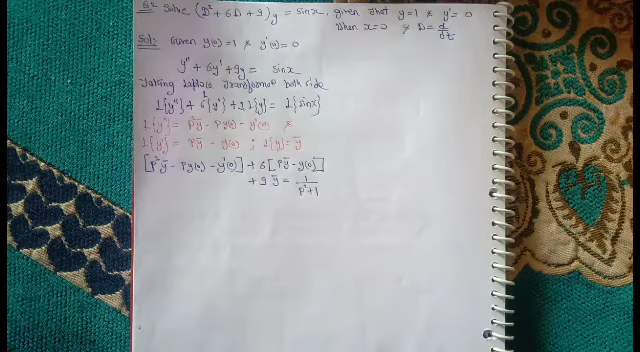 Solve (D² + 6D + 9)y = sinx, given that y=1 & y'=0
when x=0 & D = d/dt
Solⁿ: Given y(0)=1 & y'(0)=0
y'' + 6y' + 9y = sinx
Taking Laplace Transform of both side
L{y''} + 6L{y'} + 9L{y} = L{sinx}
L{y''} = p²ȳ - py(0) - y'(0) &
L{y'} = pȳ - y(0) ; L{y} = ȳ
[p²ȳ - py(0) - y'(0)] + 6[pȳ - y(0)]
+ 9ȳ = 1/(p²+1)